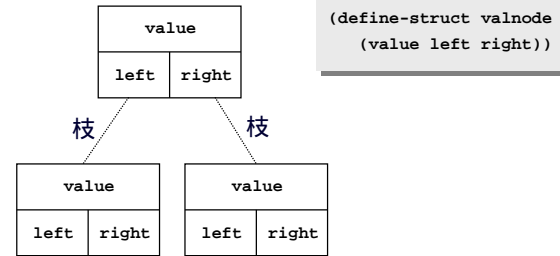 (define-struct valnode
(value left right))
value
left right
枝 枝
value value
left right left right